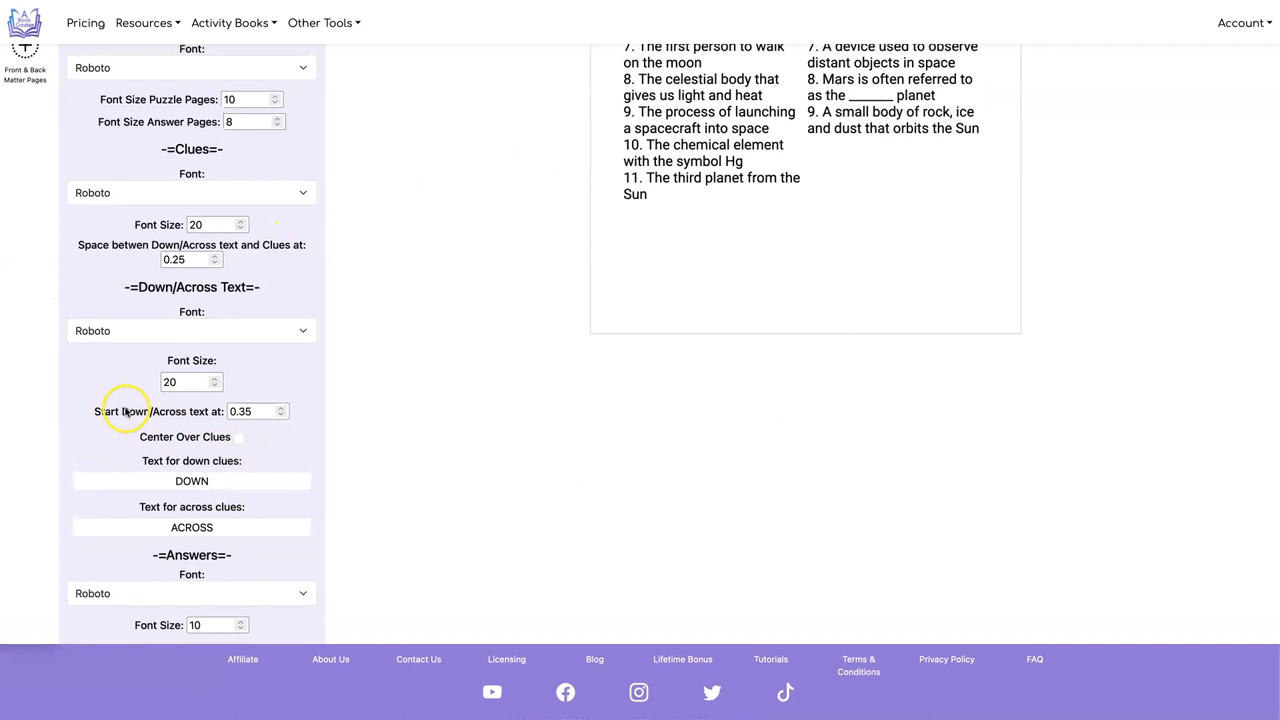 A Book Creator
Pricing
Resources
Activity Books
Other Tools
Account
Front & Back
Matter Pages
Font:
Roboto
Font Size Puzzle Pages: 10
Font Size Answer Pages: 8
-=Clues=-
Font:
Roboto
Font Size: 20
Space betwen Down/Across text and Clues at:
0.25
-=Down/Across Text=-
Font:
Roboto
Font Size:
20
Start Down/Across text at: 0.35
Center Over Clues
Text for down clues:
DOWN
Text for across clues:
ACROSS
-=Answers=-
Font:
Roboto
Font Size: 10
7. The first person to walk
on the moon
8. The celestial body that
gives us light and heat
9. The process of launching
a spacecraft into space
10. The chemical element
with the symbol Hg
11. The third planet from the
Sun
7. A device used to observe
distant objects in space
8. Mars is often referred to
as the ______ planet
9. A small body of rock, ice
and dust that orbits the Sun
Affiliate
About Us
Contact Us
Licensing
Blog
Lifetime Bonus
Tutorials
Terms &
Conditions
Privacy Policy
FAQ